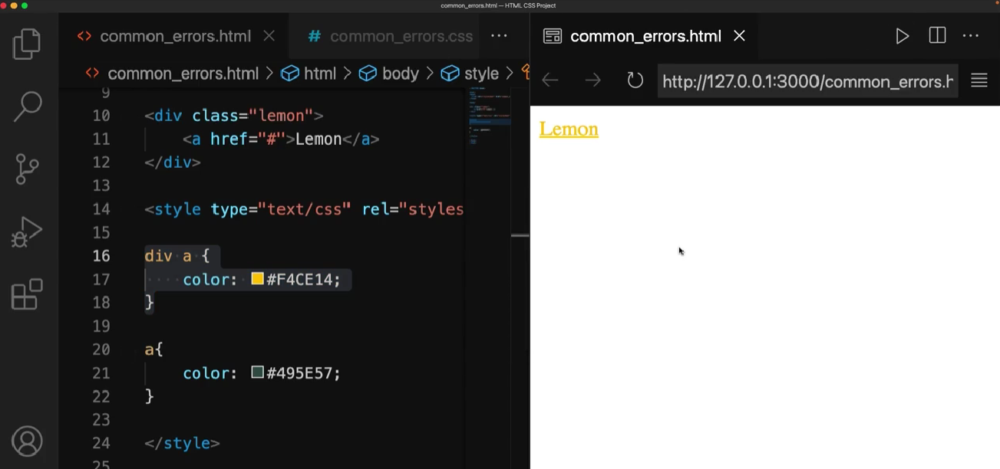 common_errors.html — HTML CSS Project
common_errors.html
common_errors.css
common_errors.html > html > body > style >
9
10 <div class="lemon">
11 <a href="#">Lemon</a>
12 </div>
13
14 <style type="text/css" rel="styles
15
16 div a {
17 color: #F4CE14;
18 }
19
20 a{
21 color: #495E57;
22 }
23
24 </style>
25
common_errors.html
http://127.0.0.1:3000/common_errors.h
Lemon